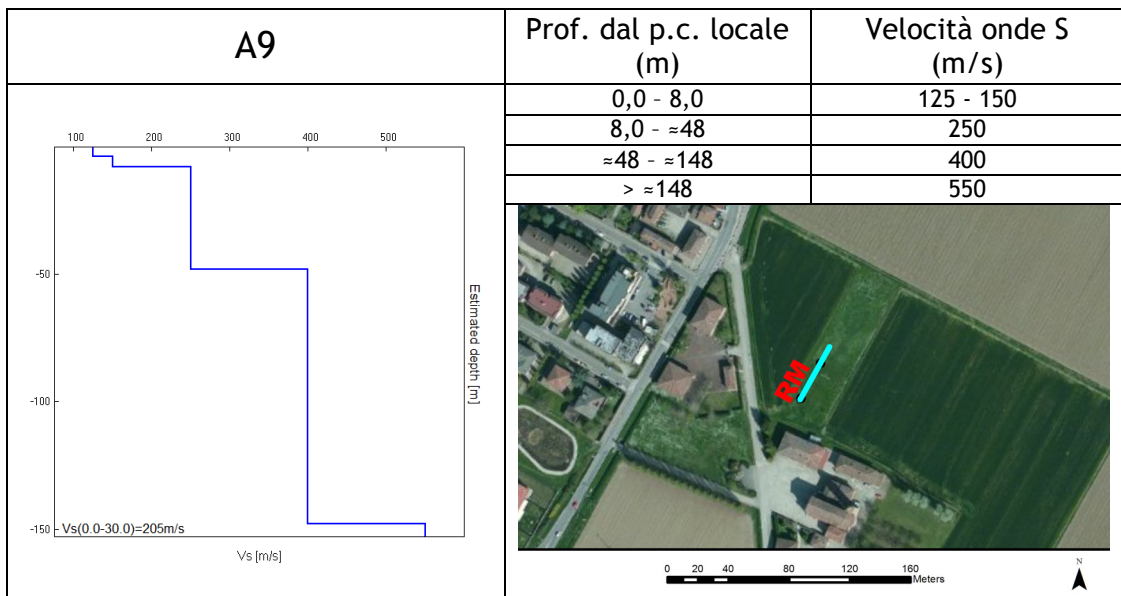 A9
Prof. dal p.c. locale
(m)
Velocità onde S
(m/s)
0,0 – 8,0
125 - 150
8,0 – ≈48
250
≈48 – ≈148
400
> ≈148
550
100 200 300 400 500
-50
-100
-150
Estimated depth [m]
Vs(0.0-30.0)=205m/s
Vs [m/s]
RM
0 20 40 80 120 160
Meters
N